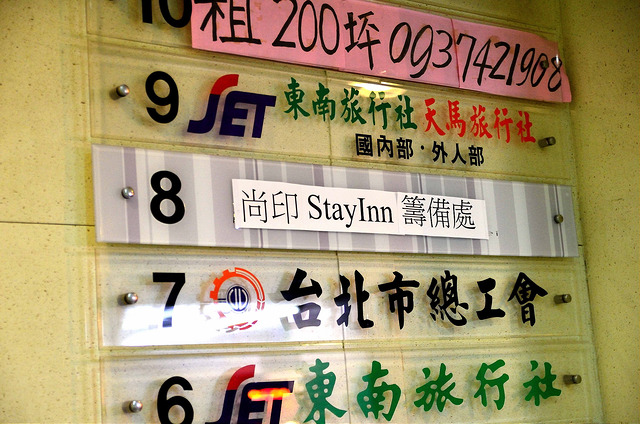 10 租 200坪 0937421908
9 SET 東南旅行社 天馬旅行社
國內部・外人部
8 尚印 StayInn 籌備處
7 台北市總工會
6 SET 東南旅行社